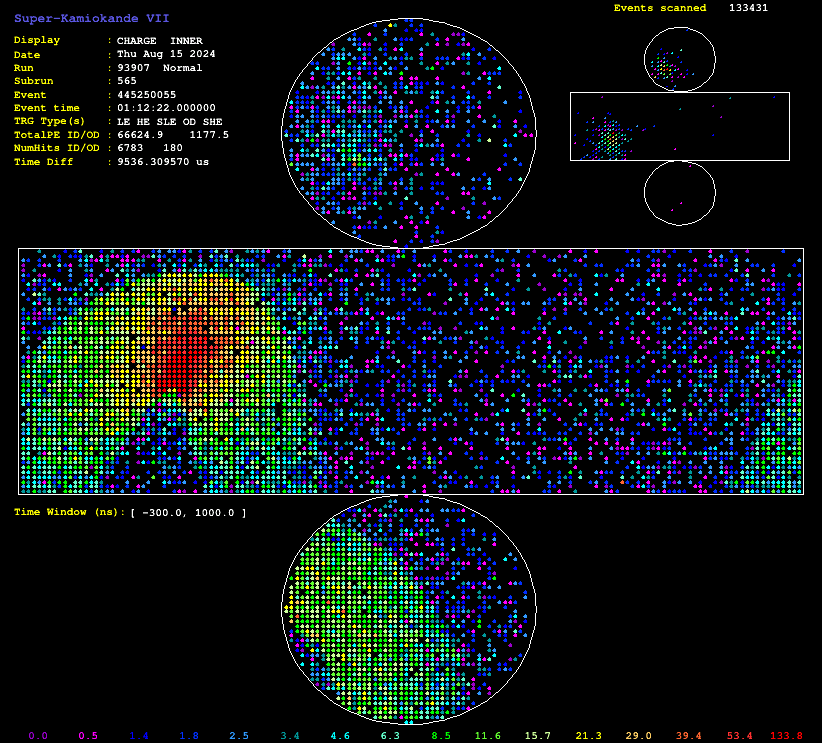 Events scanned 133431
Super-Kamiokande VII
Display : CHARGE INNER
Date : Thu Aug 15 2024
Run : 93907 Normal
Subrun : 565
Event : 445250055
Event time : 01:12:22.000000
TRG Type(s) : LE HE SLE OD SHE
TotalPE ID/OD : 66624.9 1177.5
NumHits ID/OD : 6783 180
Time Diff : 9536.309570 us
Time Window (ns): [ -300.0, 1000.0 ]
0.0 0.5 1.4 1.8 2.5 3.4 4.6 6.3 8.5 11.6 15.7 21.3 29.0 39.4 53.4 133.8